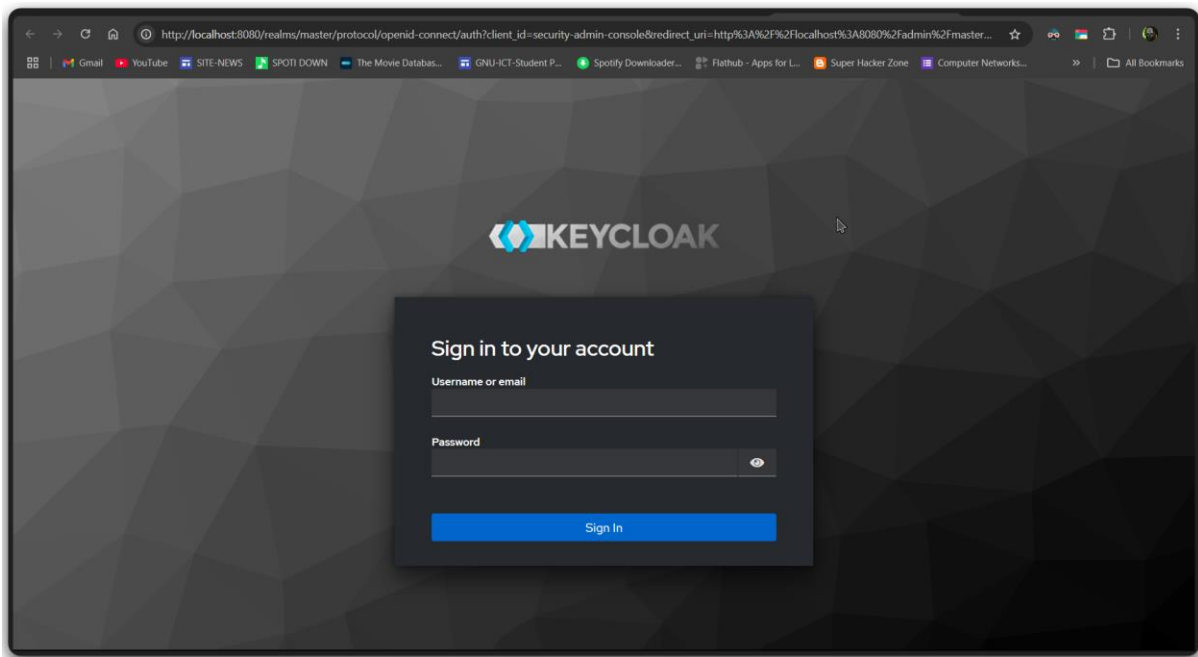 http://localhost:8080/realms/master/protocol/openid-connect/auth?client_id=security-admin-console&redirect_uri=http%3A%2F%2Flocalhost%3A8080%2Fadmin%2Fmaster...
Gmail YouTube SITE-NEWS SPOTI DOWN The Movie Databas... GNU-ICT-Student P... Spotify Downloader... Flathub - Apps for L... Super Hacker Zone Computer Networks... » All Bookmarks
KEYCLOAK
Sign in to your account
Username or email
Password
Sign In